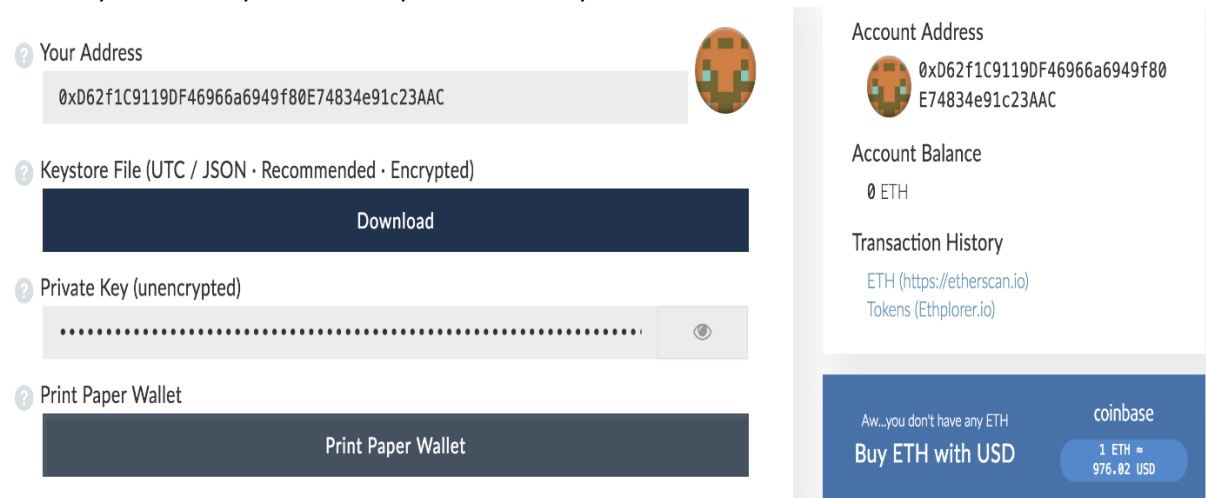 Your Address
0xD62f1C9119DF46966a6949f80E74834e91c23AAC
Keystore File (UTC / JSON · Recommended · Encrypted)
Download
Private Key (unencrypted)
Print Paper Wallet
Print Paper Wallet
Account Address
0xD62f1C9119DF46966a6949f80
E74834e91c23AAC
Account Balance
0 ETH
Transaction History
ETH (https://etherscan.io)
Tokens (Ethplorer.io)
Aw...you don't have any ETH
Buy ETH with USD
coinbase
1 ETH ≈
976.02 USD